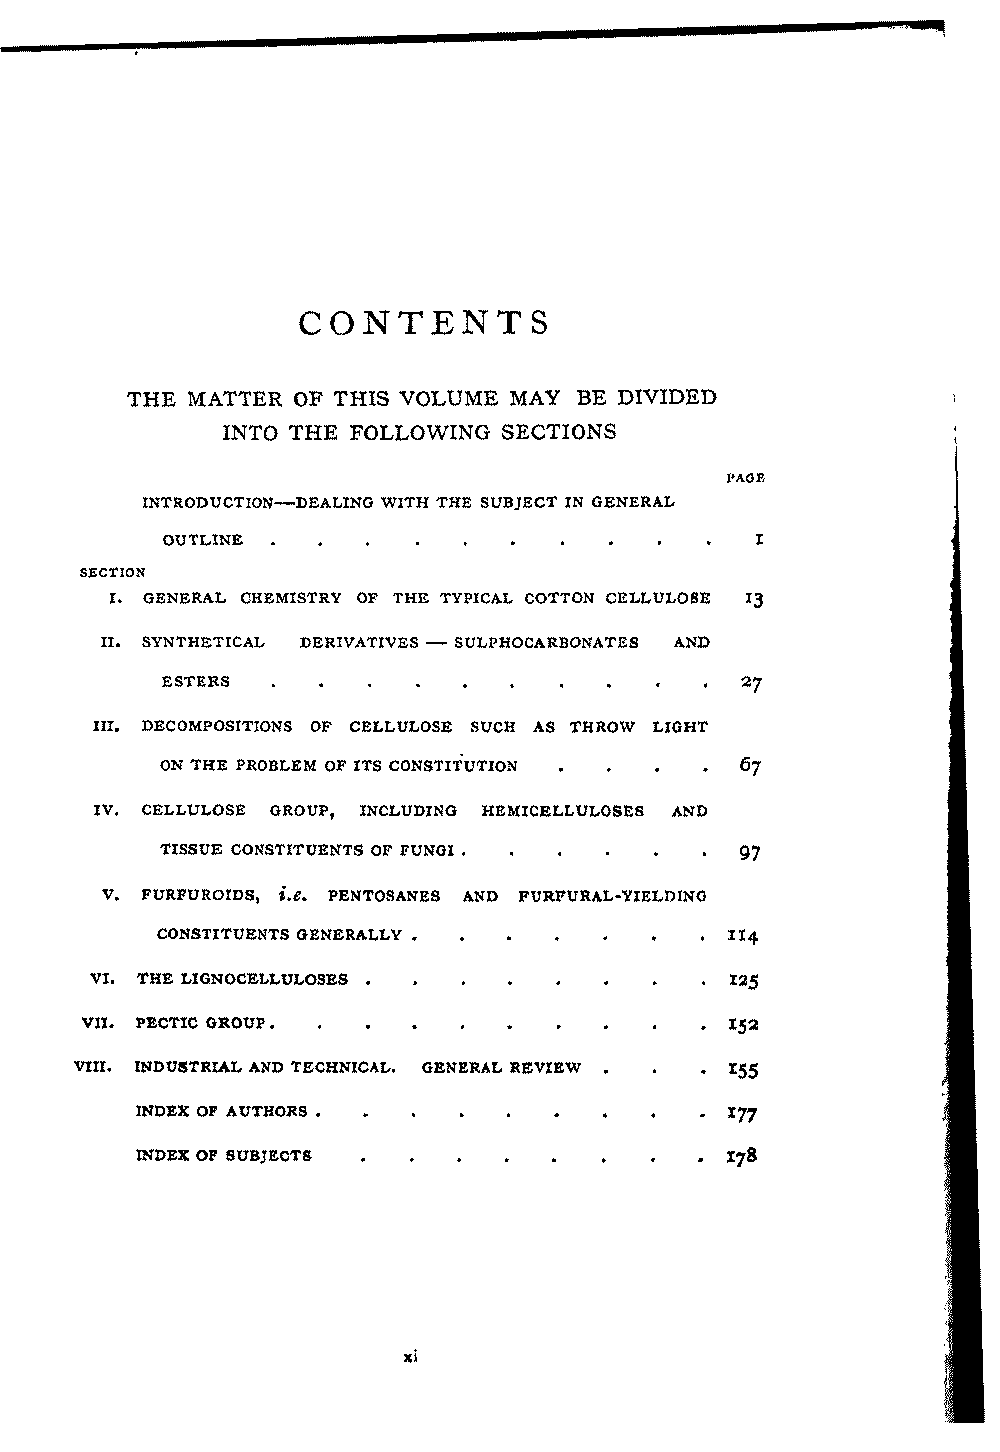 CONTENTS
THE MATTER OF THIS VOLUME MAY BE DIVIDED
INTO THE FOLLOWING SECTIONS
PAGE
INTRODUCTION—DEALING WITH THE SUBJECT IN GENERAL
OUTLINE . . . . . . . . . . 1
SECTION
I. GENERAL CHEMISTRY OF THE TYPICAL COTTON CELLULOSE 13
II. SYNTHETICAL DERIVATIVES — SULPHOCARBONATES AND
ESTERS . . . . . . . . . . 27
III. DECOMPOSITIONS OF CELLULOSE SUCH AS THROW LIGHT
ON THE PROBLEM OF ITS CONSTITUTION . . . . 67
IV. CELLULOSE GROUP, INCLUDING HEMICELLULOSES AND
TISSUE CONSTITUENTS OF FUNGI . . . . . . 97
V. FURFUROIDS, i.e. PENTOSANES AND FURFURAL-YIELDING
CONSTITUENTS GENERALLY . . . . . . . 114
VI. THE LIGNOCELLULOSES . . . . . . . . 125
VII. PECTIC GROUP . . . . . . . . . . 152
VIII. INDUSTRIAL AND TECHNICAL. GENERAL REVIEW . . . 155
INDEX OF AUTHORS . . . . . . . . . 177
INDEX OF SUBJECTS . . . . . . . . 178
xi